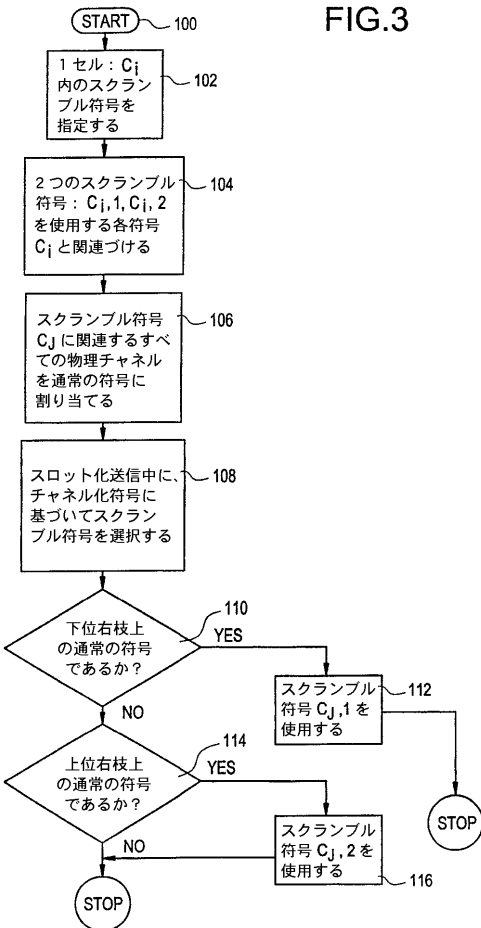 FIG.3
START
100
1セル：Ci
内のスクラン
ブル符号を
指定する
102
2つのスクランブル
符号：Ci,1,Ci,2
を使用する各符号
Ciと関連づける
104
スクランブル符号
CJに関連するすべ
ての物理チャネル
を通常の符号に
割り当てる
106
スロット化送信中に、
チャネル化符号に
基づいてスクラン
ブル符号を選択する
108
下位右枝上
の通常の符号
であるか？
110
YES
NO
スクランブル
符号CJ,1を
使用する
112
STOP
上位右枝上
の通常の符号
であるか？
114
YES
NO
スクランブル
符号CJ,2を
使用する
116
STOP